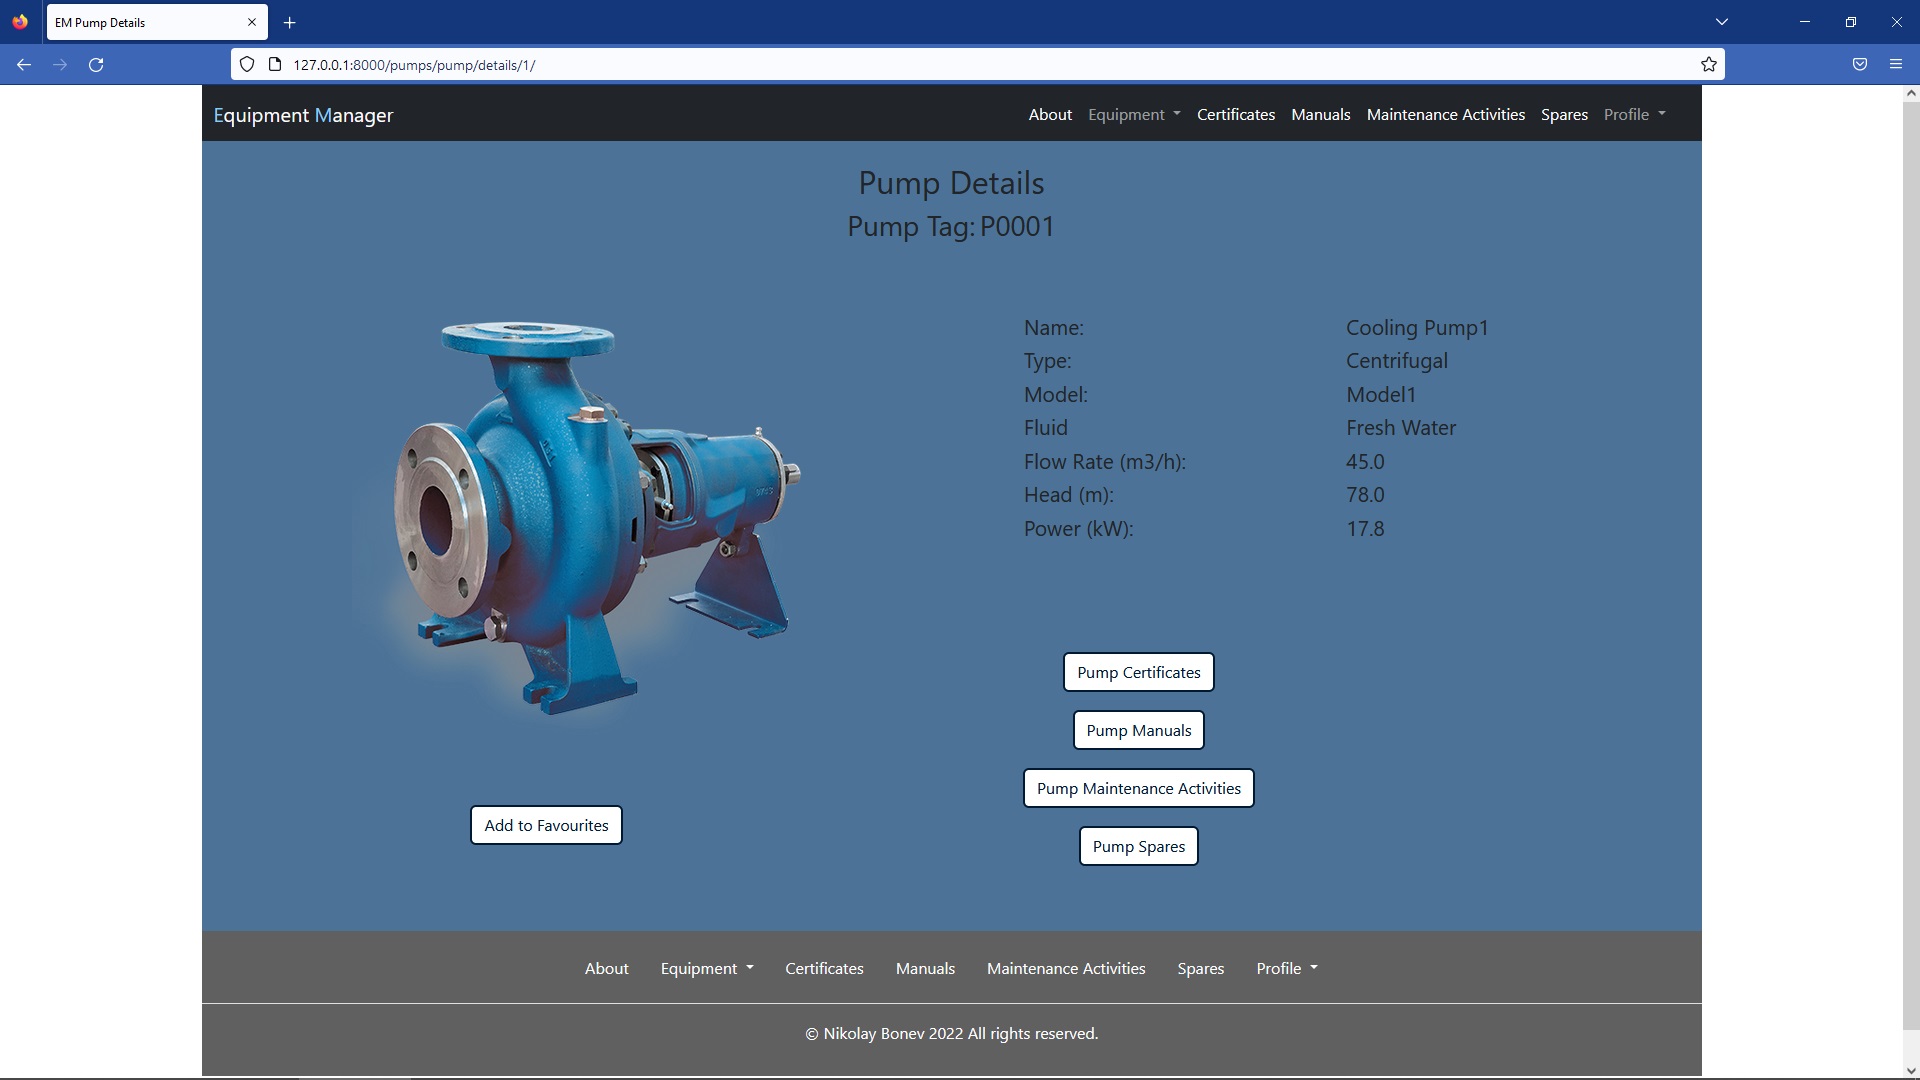 EM Pump Details
127.0.0.1:8000/pumps/pump/details/1/
Equipment Manager
About Equipment Certificates Manuals Maintenance Activities Spares Profile
Pump Details
Pump Tag: P0001
Name: Cooling Pump1
Type: Centrifugal
Model: Model1
Fluid Fresh Water
Flow Rate (m3/h): 45.0
Head (m): 78.0
Power (kW): 17.8
Pump Certificates
Pump Manuals
Pump Maintenance Activities
Add to Favourites
Pump Spares
About Equipment Certificates Manuals Maintenance Activities Spares Profile
© Nikolay Bonev 2022 All rights reserved.